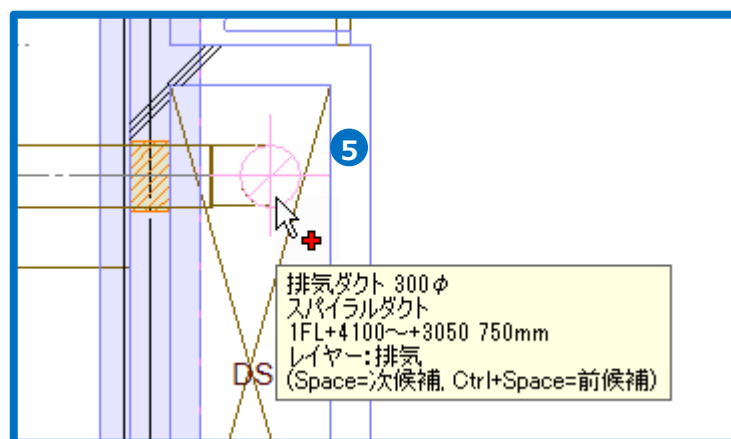 5
排気ダクト 300φ
スパイラルダクト
1FL+4100～+3050 750mm
レイヤー:排気
DS
(Space=次候補, Ctrl+Space=前候補)